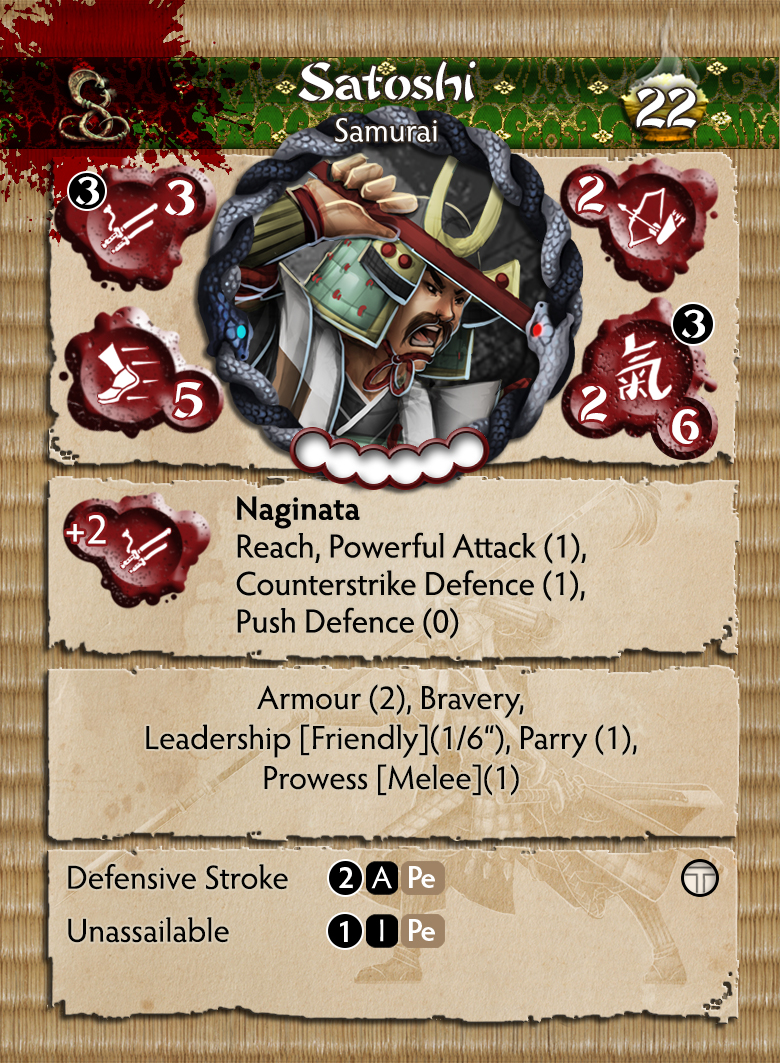 Satoshi
22
Samurai
3 3
2
5
氣
3
2 6
+2
Naginata
Reach, Powerful Attack (1),
Counterstrike Defence (1),
Push Defence (0)
Armour (2), Bravery,
Leadership [Friendly](1/6“), Parry (1),
Prowess [Melee](1)
Defensive Stroke 2 A Pe
Unassailable 1 I Pe